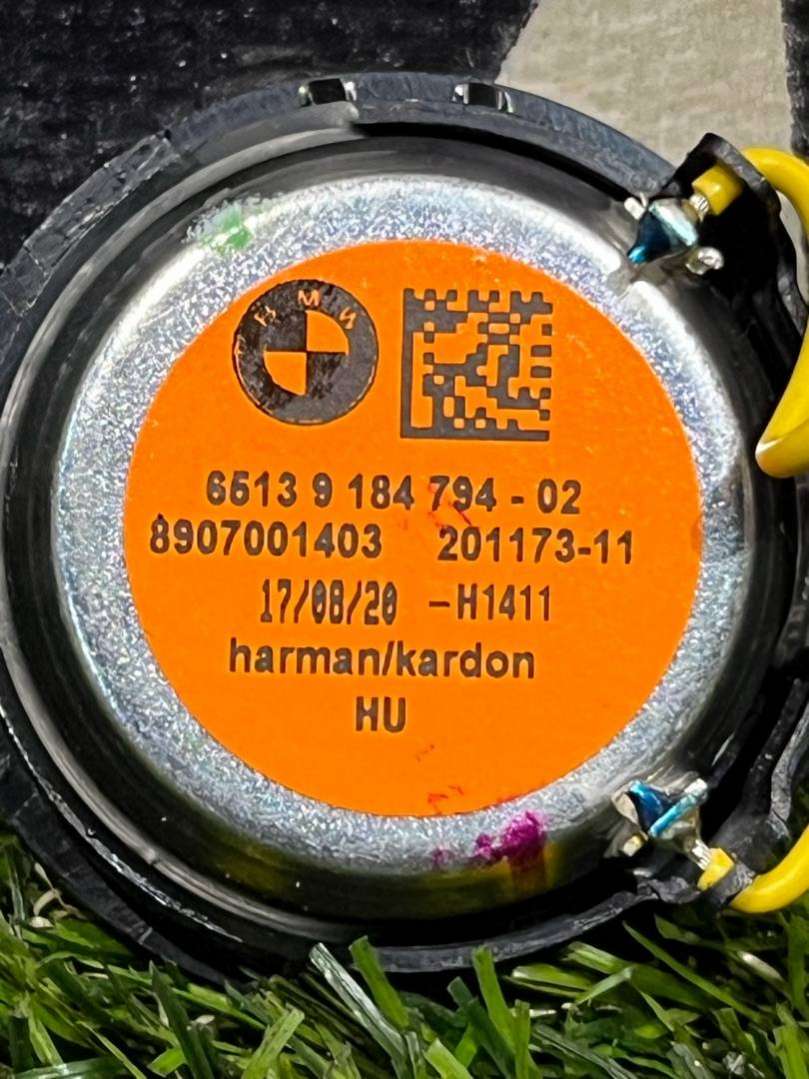 6513 9 184 794 - 02
8907001403 201173-11
17/08/20 -H1411
harman/kardon
HU